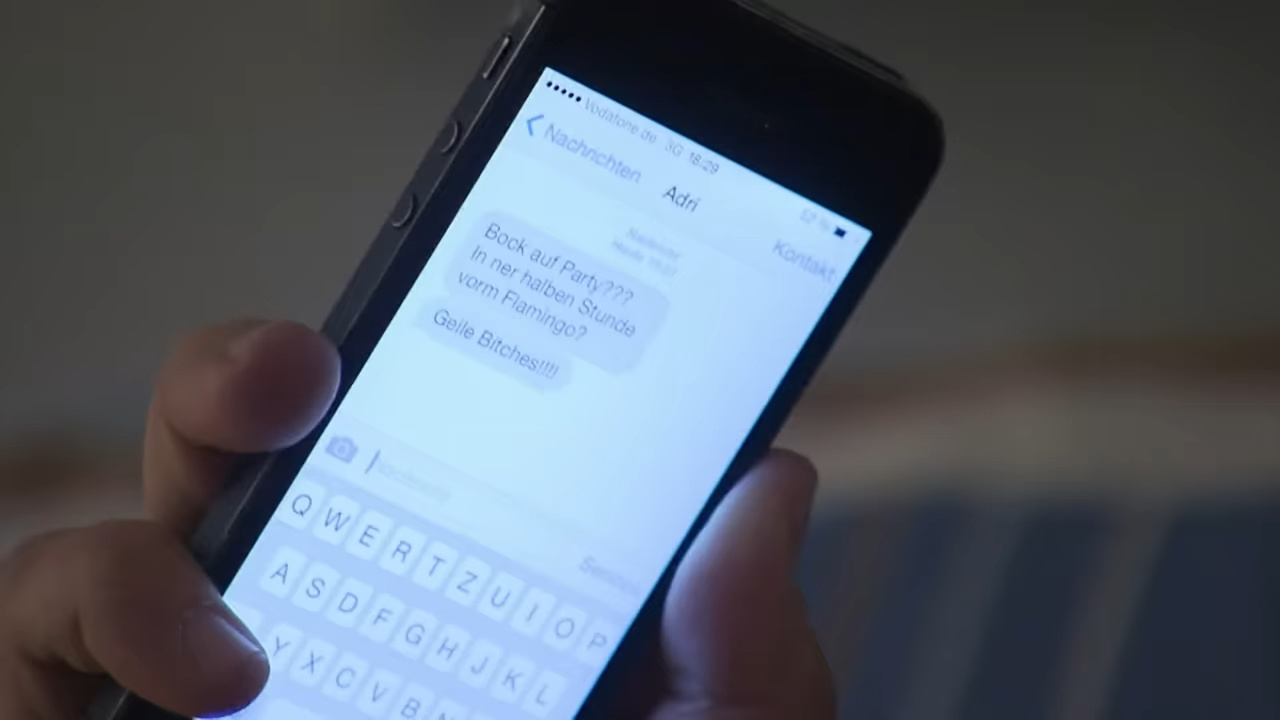 Vodafone.de 3G 18:29
Nachrichten
Adri
Kontakt
Bock auf Party???
In ner halben Stunde
vorm Flamingo?
Geile Bitches!!!!
Q W E R T Z U I O P
A S D F G H J K L
Y X C V B N